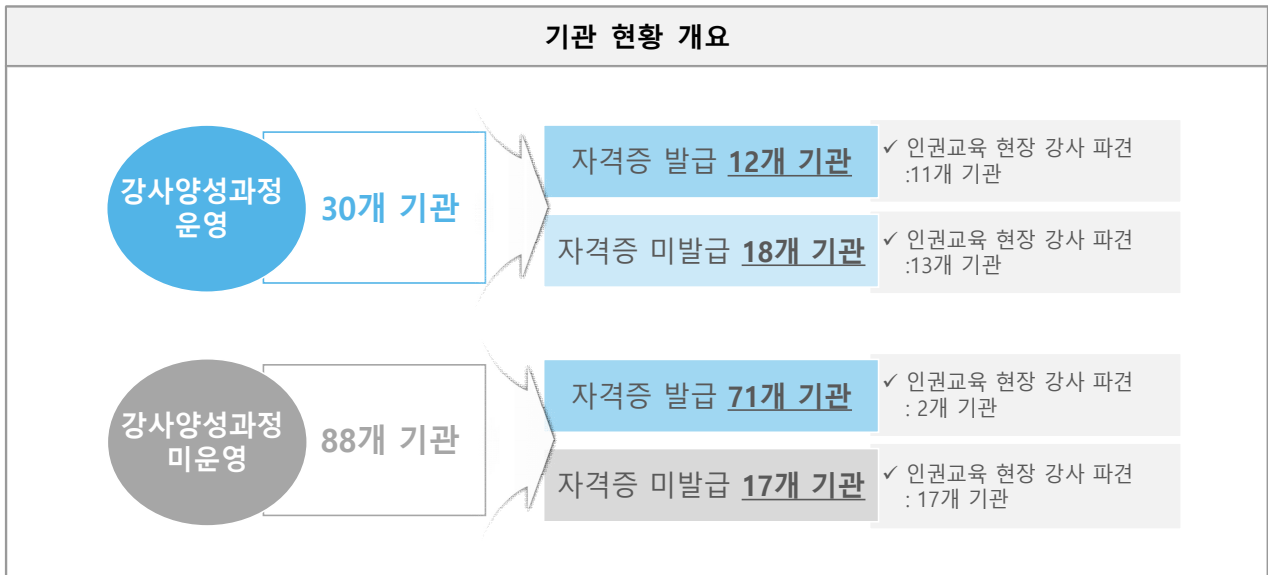 기관 현황 개요
강사양성과정
운영
30개 기관
자격증 발급 12개 기관
✓ 인권교육 현장 강사 파견
:11개 기관
자격증 미발급 18개 기관
✓ 인권교육 현장 강사 파견
:13개 기관
강사양성과정
미운영
88개 기관
자격증 발급 71개 기관
✓ 인권교육 현장 강사 파견
: 2개 기관
자격증 미발급 17개 기관
✓ 인권교육 현장 강사 파견
: 17개 기관